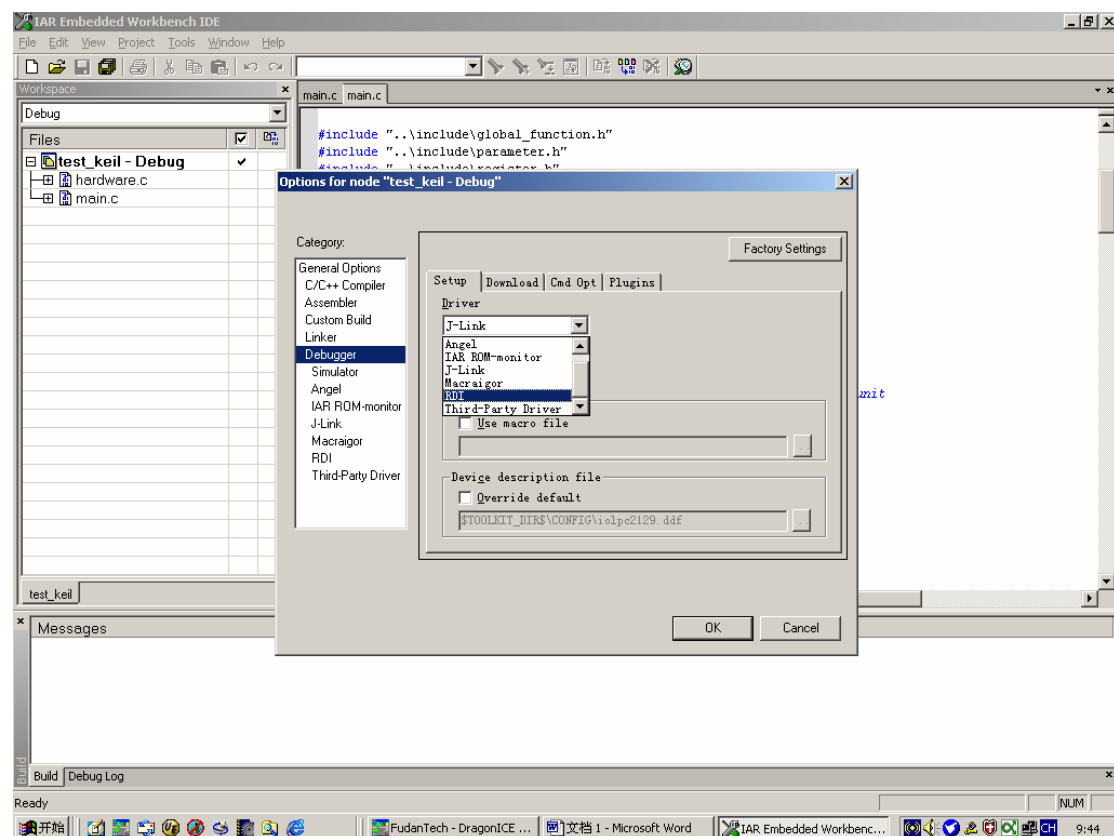 IAR Embedded Workbench IDE
File Edit View Project Tools Window Help
Workspace
main.c main.c
Debug
Files
test_keil - Debug
hardware.c
main.c
#include "..\include\global_function.h"
#include "..\include\parameter.h"
#include "..\include\register.h"
unit
Options for node "test_keil - Debug"
Category:
Factory Settings
General Options
C/C++ Compiler
Assembler
Custom Build
Linker
Debugger
Simulator
Angel
IAR ROM-monitor
J-Link
Macraigor
RDI
Third-Party Driver
Setup Download Cmd Opt Plugins
Driver
J-Link
Angel
IAR ROM-monitor
J-Link
Macraigor
RDI
Third-Party Driver
Use macro file
Device description file
Override default
$TOOLKIT_DIR$\CONFIG\iolpc2129.ddf
OK Cancel
test_keil
Messages
Build
Build Debug Log
Ready
NUM
开始
FudanTech - DragonICE ...
文档 1 - Microsoft Word
IAR Embedded Workbenc...
CH
9:44